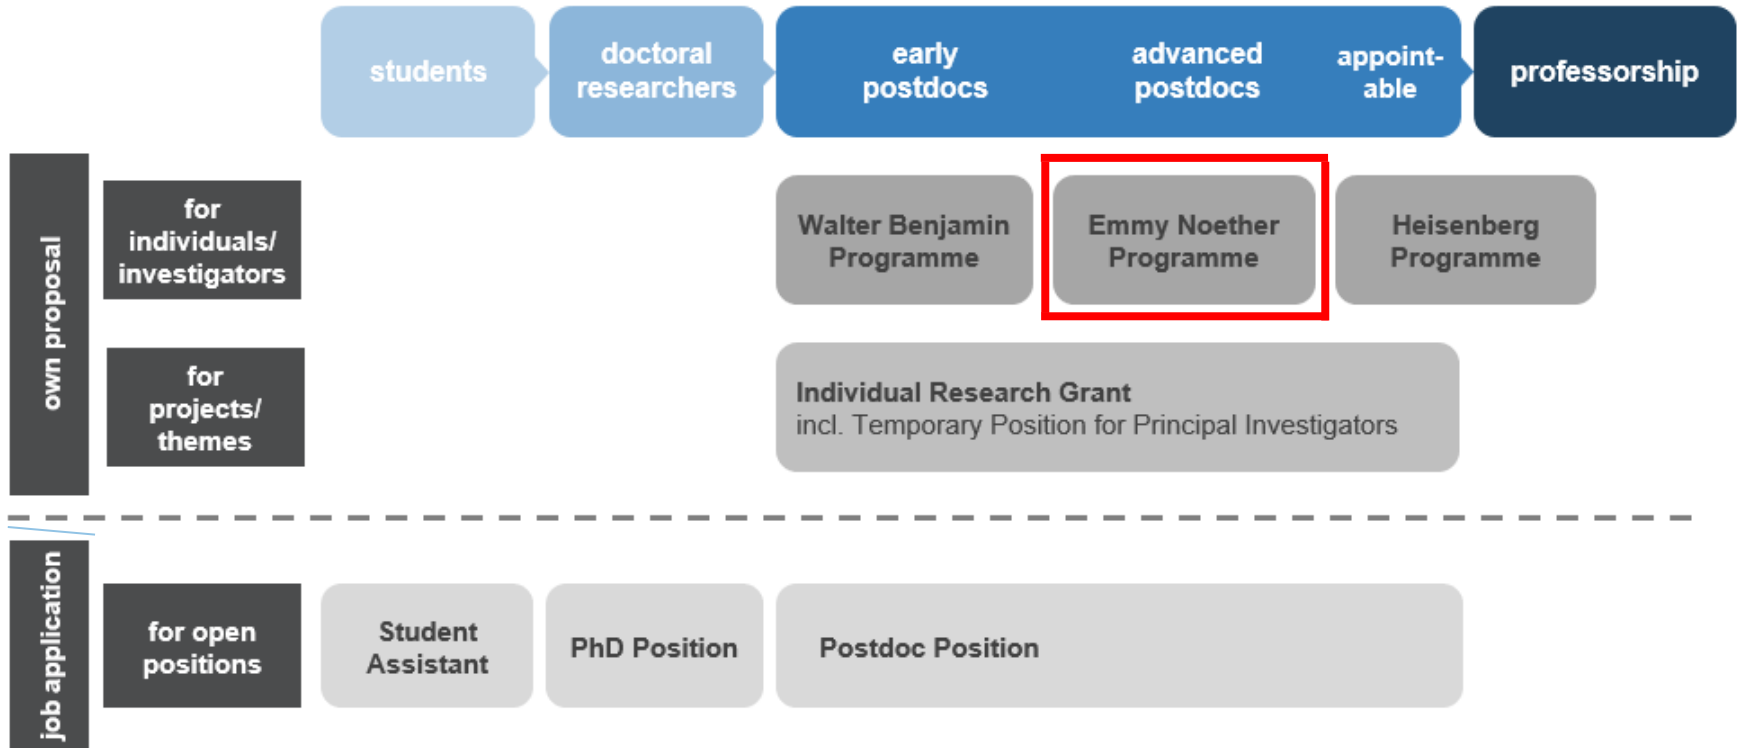 students
doctoral
researchers
early
postdocs
advanced
postdocs
appoint-
able
professorship
own proposal
for
individuals/
investigators
Walter Benjamin
Programme
Emmy Noether
Programme
Heisenberg
Programme
for
projects/
themes
Individual Research Grant
incl. Temporary Position for Principal Investigators
job application
for open
positions
Student
Assistant
PhD Position
Postdoc Position